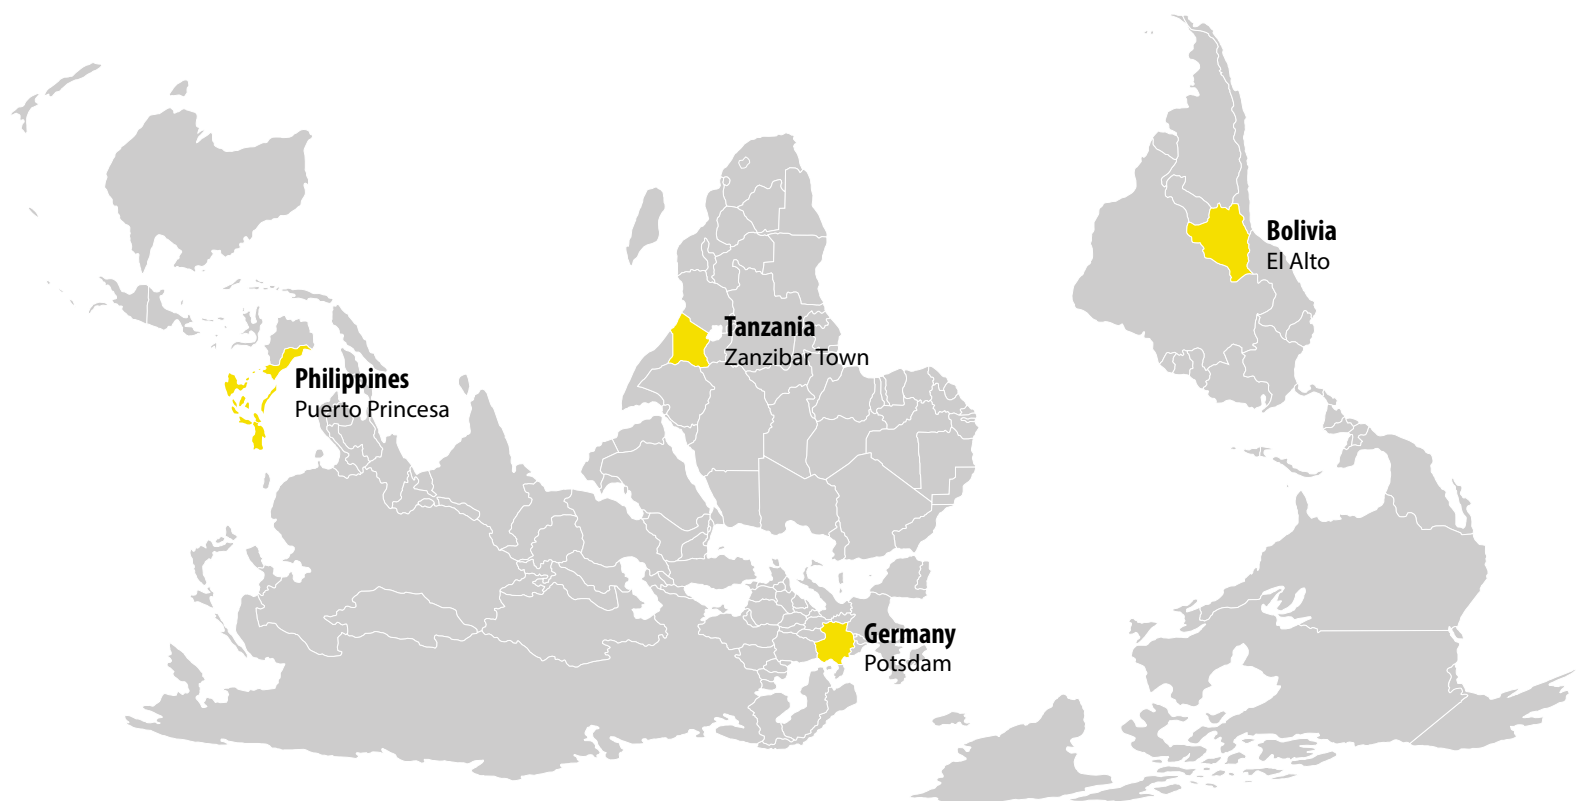 Bolivia
El Alto
Tanzania
Zanzibar Town
Philippines
Puerto Princesa
Germany
Potsdam